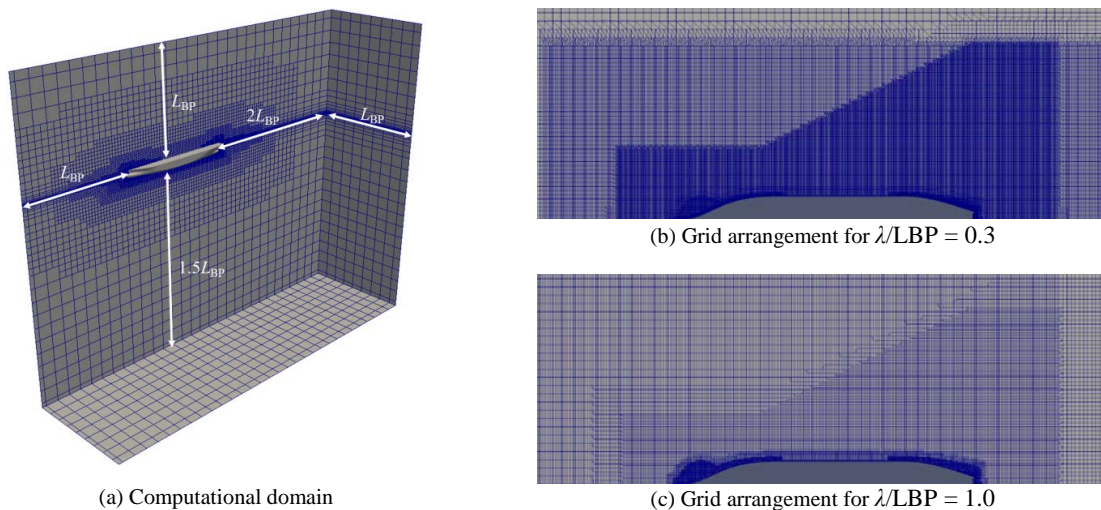 L_BP
2L_BP
L_BP
L_BP
1.5L_BP
(a) Computational domain
(b) Grid arrangement for λ/LBP = 0.3
(c) Grid arrangement for λ/LBP = 1.0